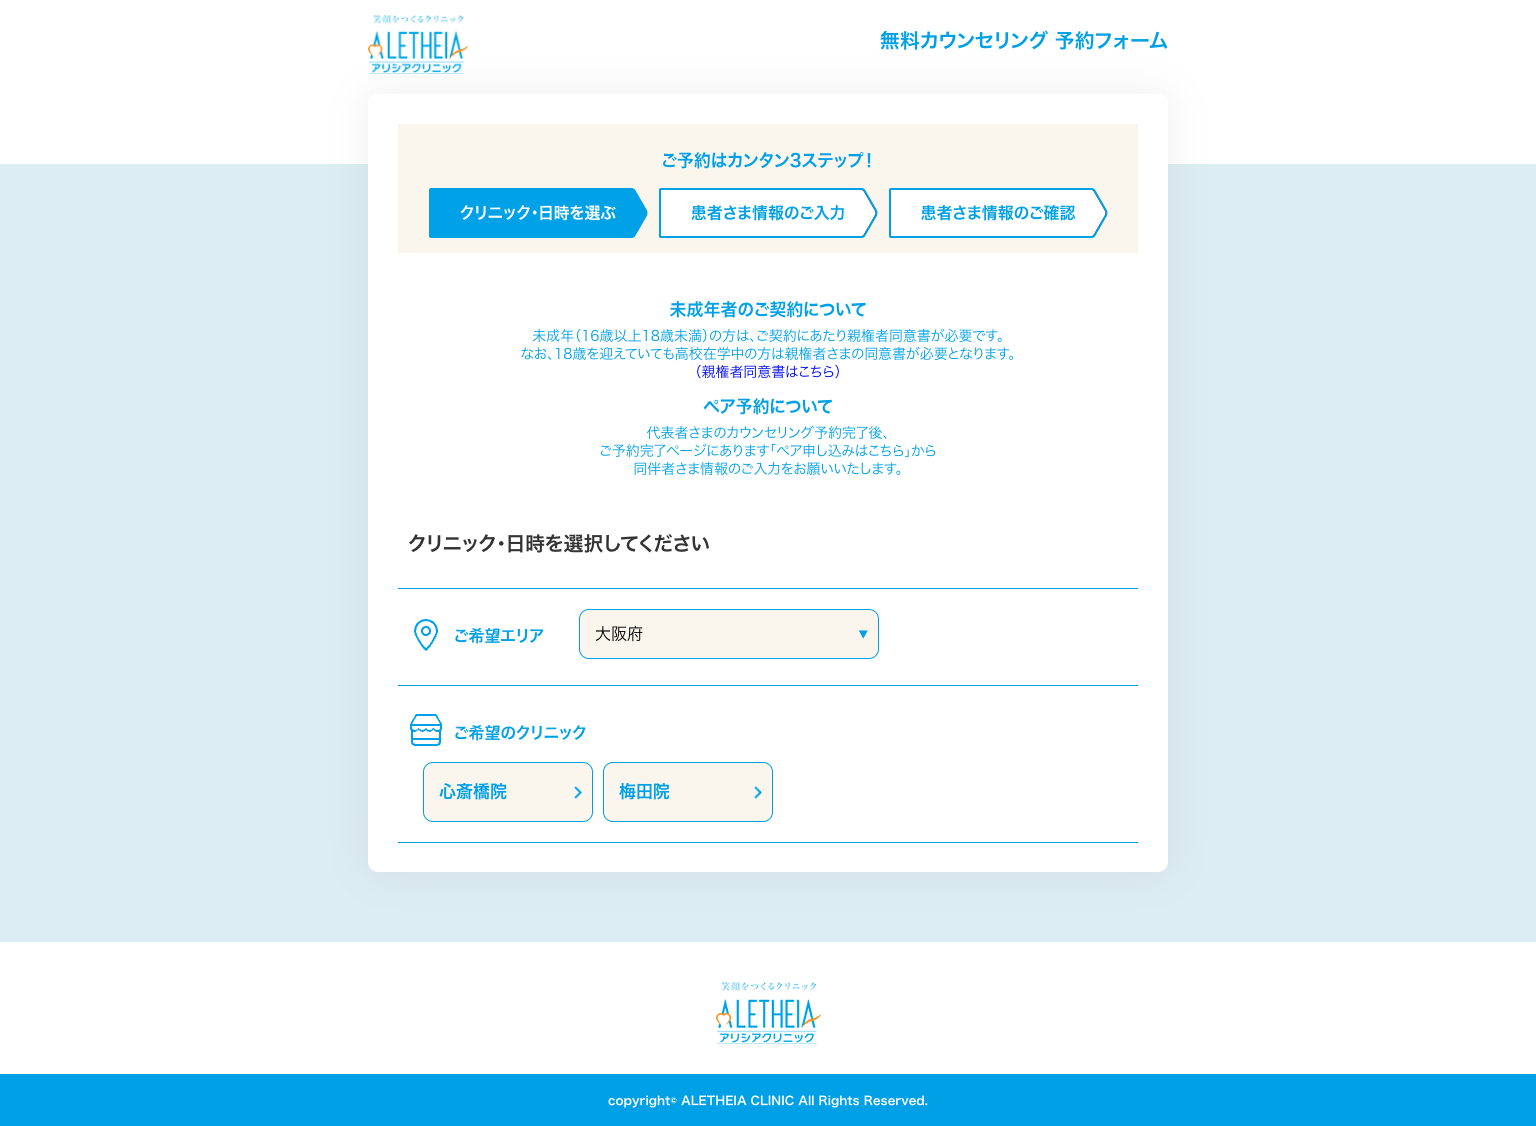 笑顔をつくるクリニック
ALETHEIA
アリシアクリニック
無料カウンセリング 予約フォーム
ご予約はカンタン3ステップ！
クリニック・日時を選ぶ
患者さま情報のご入力
患者さま情報のご確認
未成年者のご契約について
未成年（16歳以上18歳未満）の方は、ご契約にあたり親権者同意書が必要です。
なお、18歳を迎えていても高校在学中の方は親権者さまの同意書が必要となります。
（親権者同意書はこちら）
ペア予約について
代表者さまのカウンセリング予約完了後、
ご予約完了ページにあります「ペア申し込みはこちら」から
同伴者さま情報のご入力をお願いいたします。
クリニック・日時を選択してください
ご希望エリア
大阪府
ご希望のクリニック
心斎橋院
梅田院
笑顔をつくるクリニック
ALETHEIA
アリシアクリニック
copyright© ALETHEIA CLINIC All Rights Reserved.